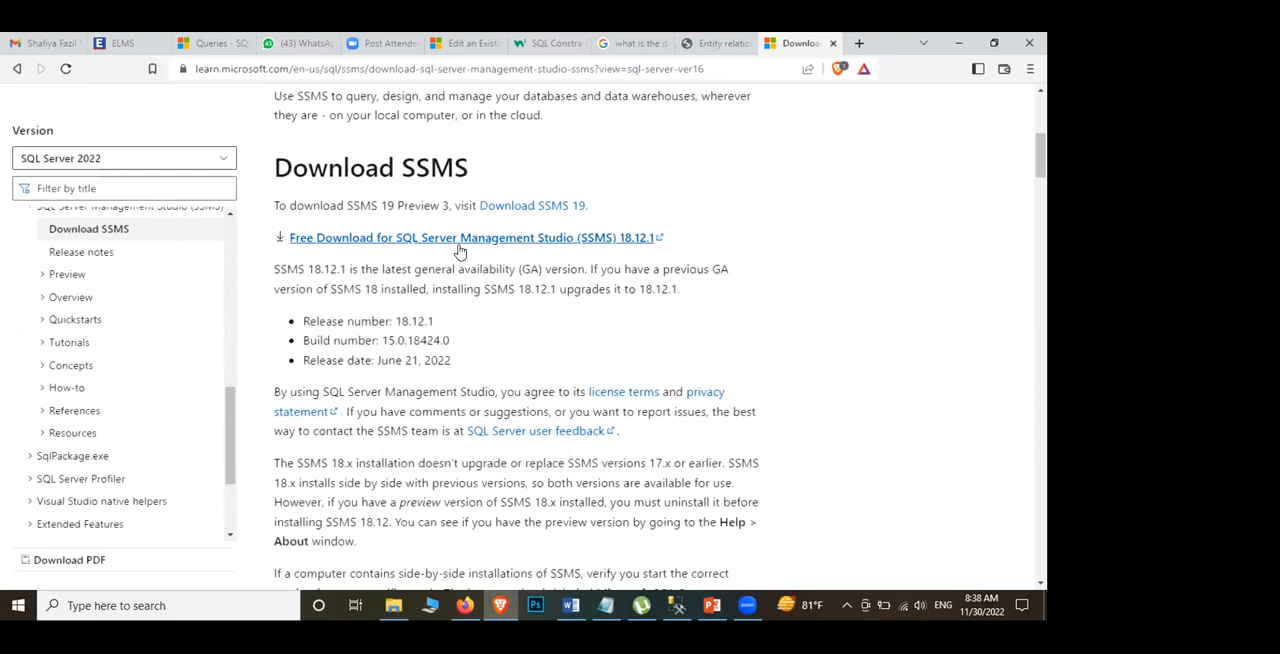 Shafiya Fazil
ELMS
Queries - SQ
(43) WhatsA
Post Attende
Edit an Exist
SQL Constra
what is the d
Entity relatio
Downloa
learn.microsoft.com/en-us/sql/ssms/download-sql-server-management-studio-ssms?view=sql-server-ver16
Version
SQL Server 2022
Filter by title
SQL Server Management Studio (SSMS)
Download SSMS
Release notes
Preview
Overview
Quickstarts
Tutorials
Concepts
How-to
References
Resources
SqlPackage.exe
SQL Server Profiler
Visual Studio native helpers
Extended Features
Download PDF
Use SSMS to query, design, and manage your databases and data warehouses, wherever
they are - on your local computer, or in the cloud.
Download SSMS
To download SSMS 19 Preview 3, visit Download SSMS 19.
Free Download for SQL Server Management Studio (SSMS) 18.12.1
SSMS 18.12.1 is the latest general availability (GA) version. If you have a previous GA
version of SSMS 18 installed, installing SSMS 18.12.1 upgrades it to 18.12.1.
• Release number: 18.12.1
• Build number: 15.0.18424.0
• Release date: June 21, 2022
By using SQL Server Management Studio, you agree to its license terms and privacy
statement. If you have comments or suggestions, or you want to report issues, the best
way to contact the SSMS team is at SQL Server user feedback.
The SSMS 18.x installation doesn't upgrade or replace SSMS versions 17.x or earlier. SSMS
18.x installs side by side with previous versions, so both versions are available for use.
However, if you have a preview version of SSMS 18.x installed, you must uninstall it before
installing SSMS 18.12. You can see if you have the preview version by going to the Help >
About window.
If a computer contains side-by-side installations of SSMS, verify you start the correct
Type here to search
81°F
ENG
8:38 AM
11/30/2022